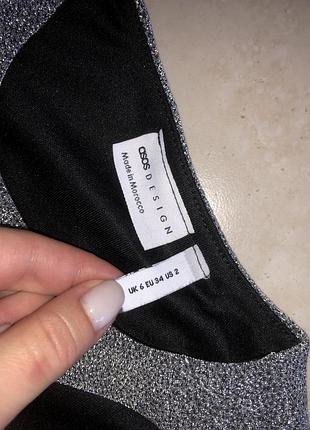 asos DESIGN
Made in Morocco
UK 6 EU 34 US 2